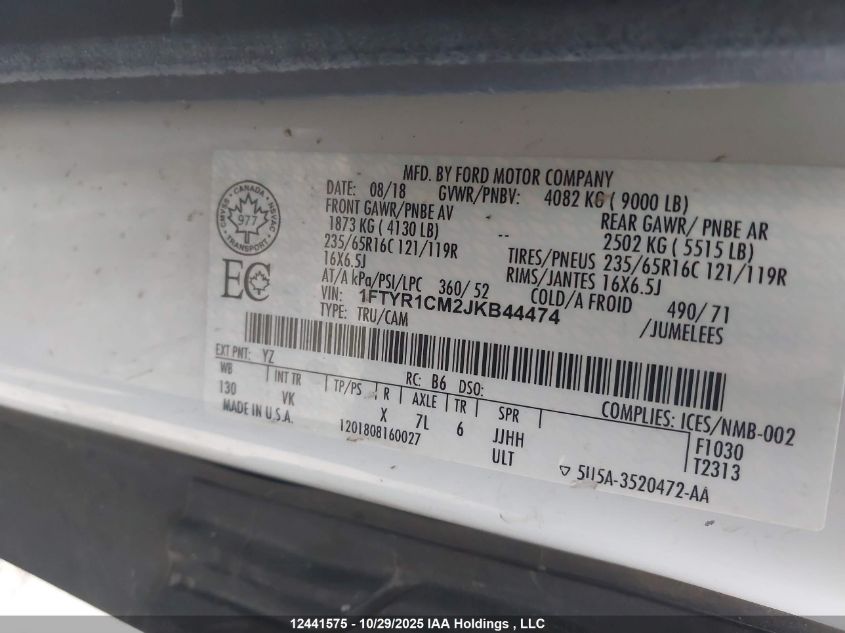 MFD. BY FORD MOTOR COMPANY
DATE: 08/18 GVWR/PNBV: 4082 KG ( 9000 LB)
FRONT GAWR/PNBE AV REAR GAWR/ PNBE AR
1873 KG ( 4130 LB) -- 2502 KG ( 5515 LB)
235/65R16C 121/119R TIRES/PNEUS 235/65R16C 121/119R
16X6.5J RIMS/JANTES 16X6.5J
AT/A kPa/PSI/LPC 360/ 52 COLD/A FROID 490/ 71
VIN: 1FTYR1CM2JKB44474 /JUMELEES
TYPE: TRU/CAM
CANADA
CMVSS NSVAC
977
TRANSPORT
EC
EXT PNT: YZ RC: B6 DSO: COMPLIES: ICES/NMB-002
WB INT TR TP/PS R AXLE TR SPR F1030
130 VK X 7L 6 JJHH T2313
MADE IN U.S.A. ULT
1201808160027
5U5A-3520472-AA
12441575 - 10/29/2025 IAA Holdings , LLC